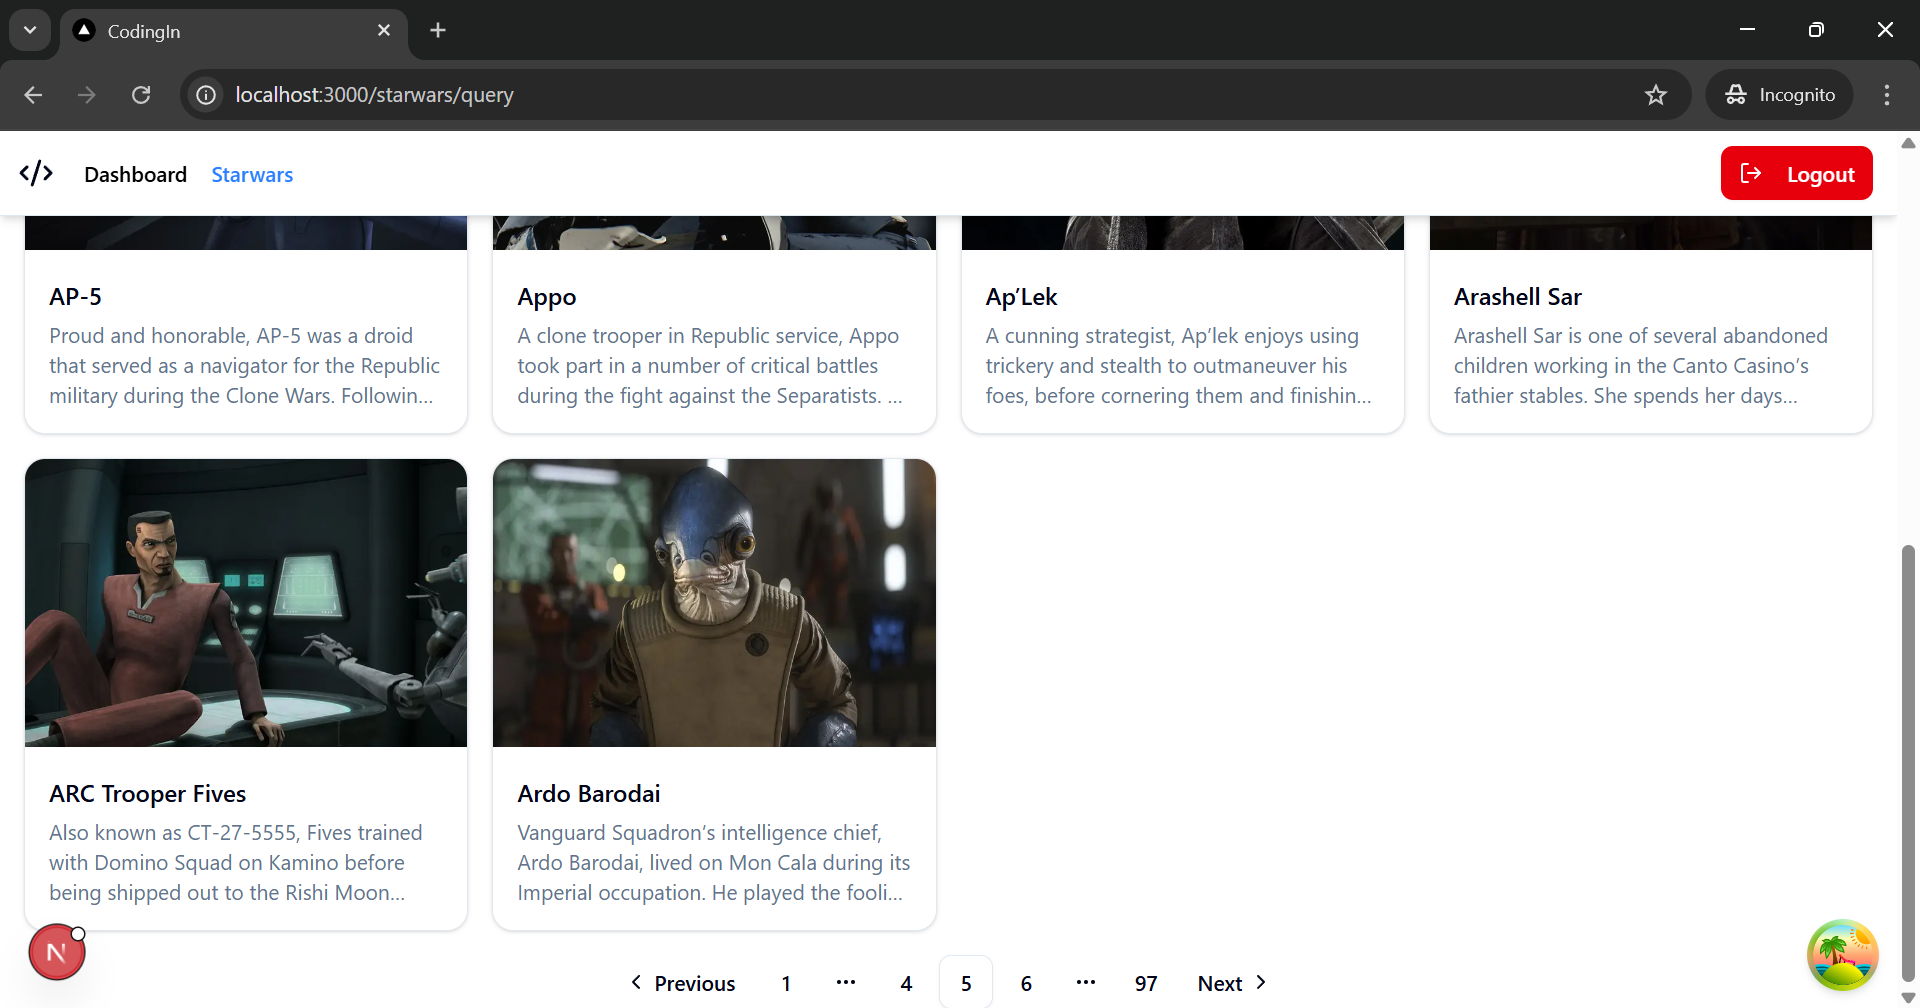 CodingIn
localhost:3000/starwars/query
Incognito
</>
Dashboard
Starwars
Logout
AP-5
Proud and honorable, AP-5 was a droid
that served as a navigator for the Republic
military during the Clone Wars. Followin...
Appo
A clone trooper in Republic service, Appo
took part in a number of critical battles
during the fight against the Separatists. ...
Ap’Lek
A cunning strategist, Ap’lek enjoys using
trickery and stealth to outmaneuver his
foes, before cornering them and finishin...
Arashell Sar
Arashell Sar is one of several abandoned
children working in the Canto Casino’s
fathier stables. She spends her days...
ARC Trooper Fives
Also known as CT-27-5555, Fives trained
with Domino Squad on Kamino before
being shipped out to the Rishi Moon...
Ardo Barodai
Vanguard Squadron’s intelligence chief,
Ardo Barodai, lived on Mon Cala during its
Imperial occupation. He played the fooli...
N
Previous 1 ... 4 5 6 ... 97 Next